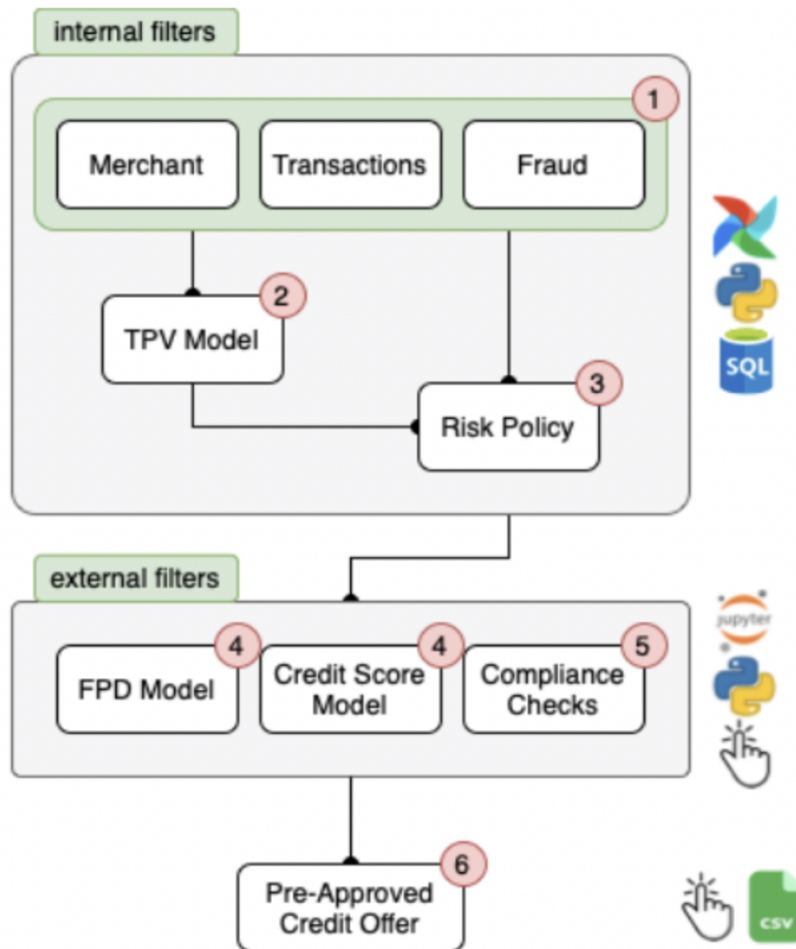 internal filters
1
Merchant
Transactions
Fraud
2
TPV Model
3
Risk Policy
SQL
external filters
4
FPD Model
4
Credit Score
Model
5
Compliance
Checks
jupyter
6
Pre-Approved
Credit Offer
csv